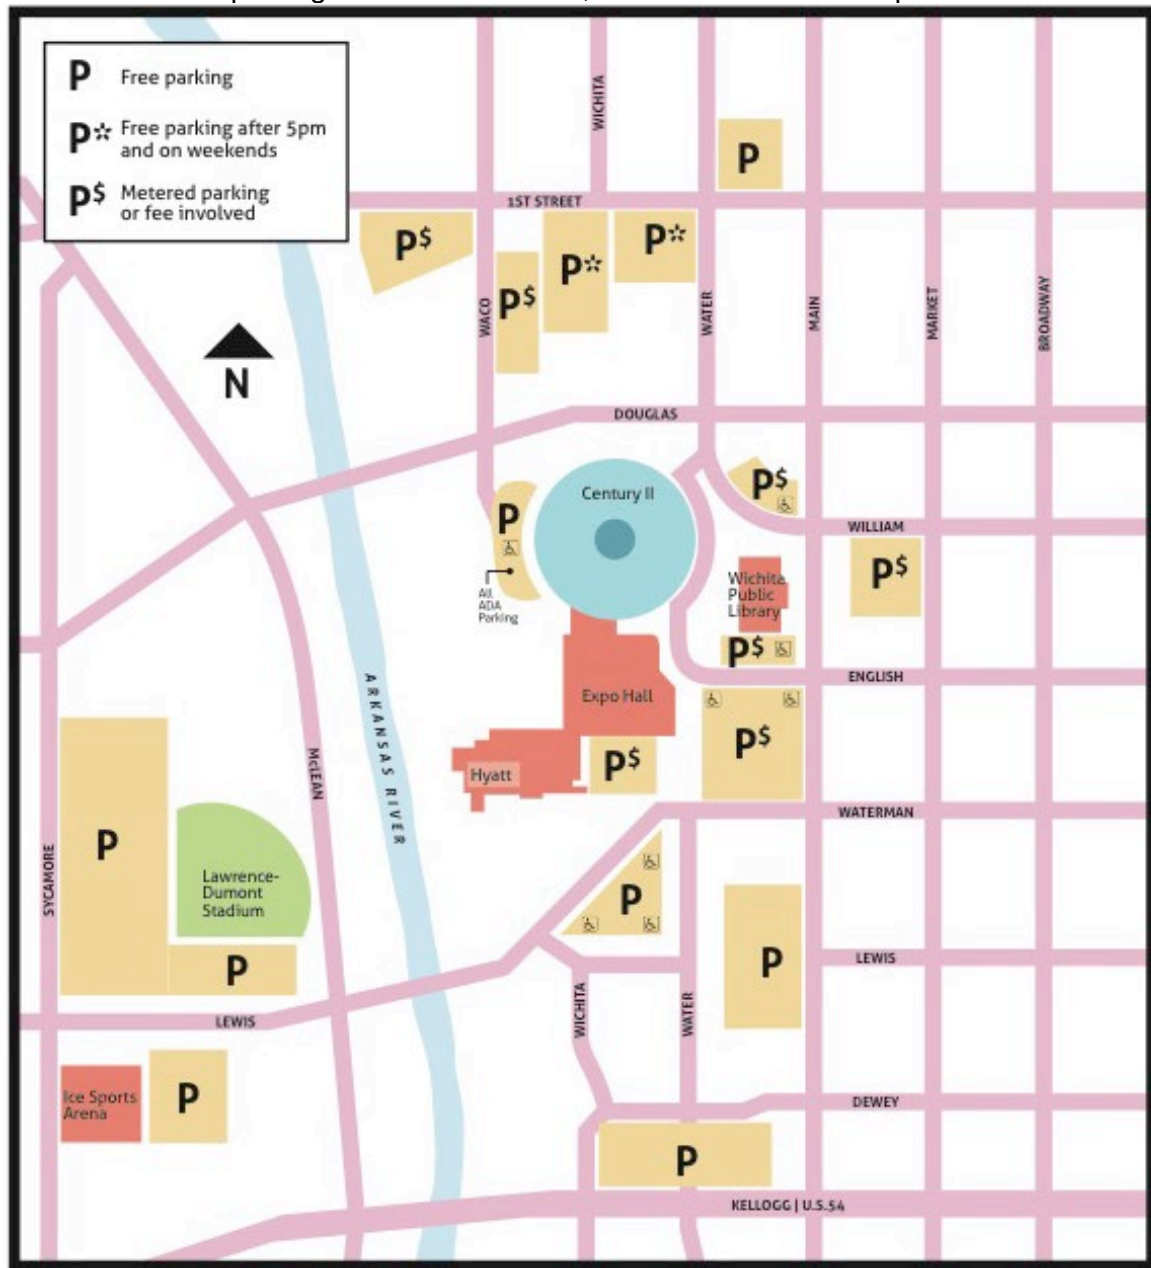 P Free parking
P☆ Free parking after 5pm
and on weekends
P$ Metered parking
or fee involved
WICHITA
P
1ST STREET
P$
P☆
P☆
P$
WACO
WATER
MAIN
MARKET
BROADWAY
N
DOUGLAS
Century II
P
P$
WILLIAM
All
ADA
Parking
Wichita
Public
Library
P$
P$
ENGLISH
Expo Hall
ARKANSAS RIVER
P$
Hyatt
P$
McLEAN
WATERMAN
P
SYCAMORE
Lawrence-
Dumont
Stadium
P
P
LEWIS
P
WICHITA
WATER
LEWIS
Ice Sports
Arena
P
DEWEY
P
KELLOGG | U.S.54